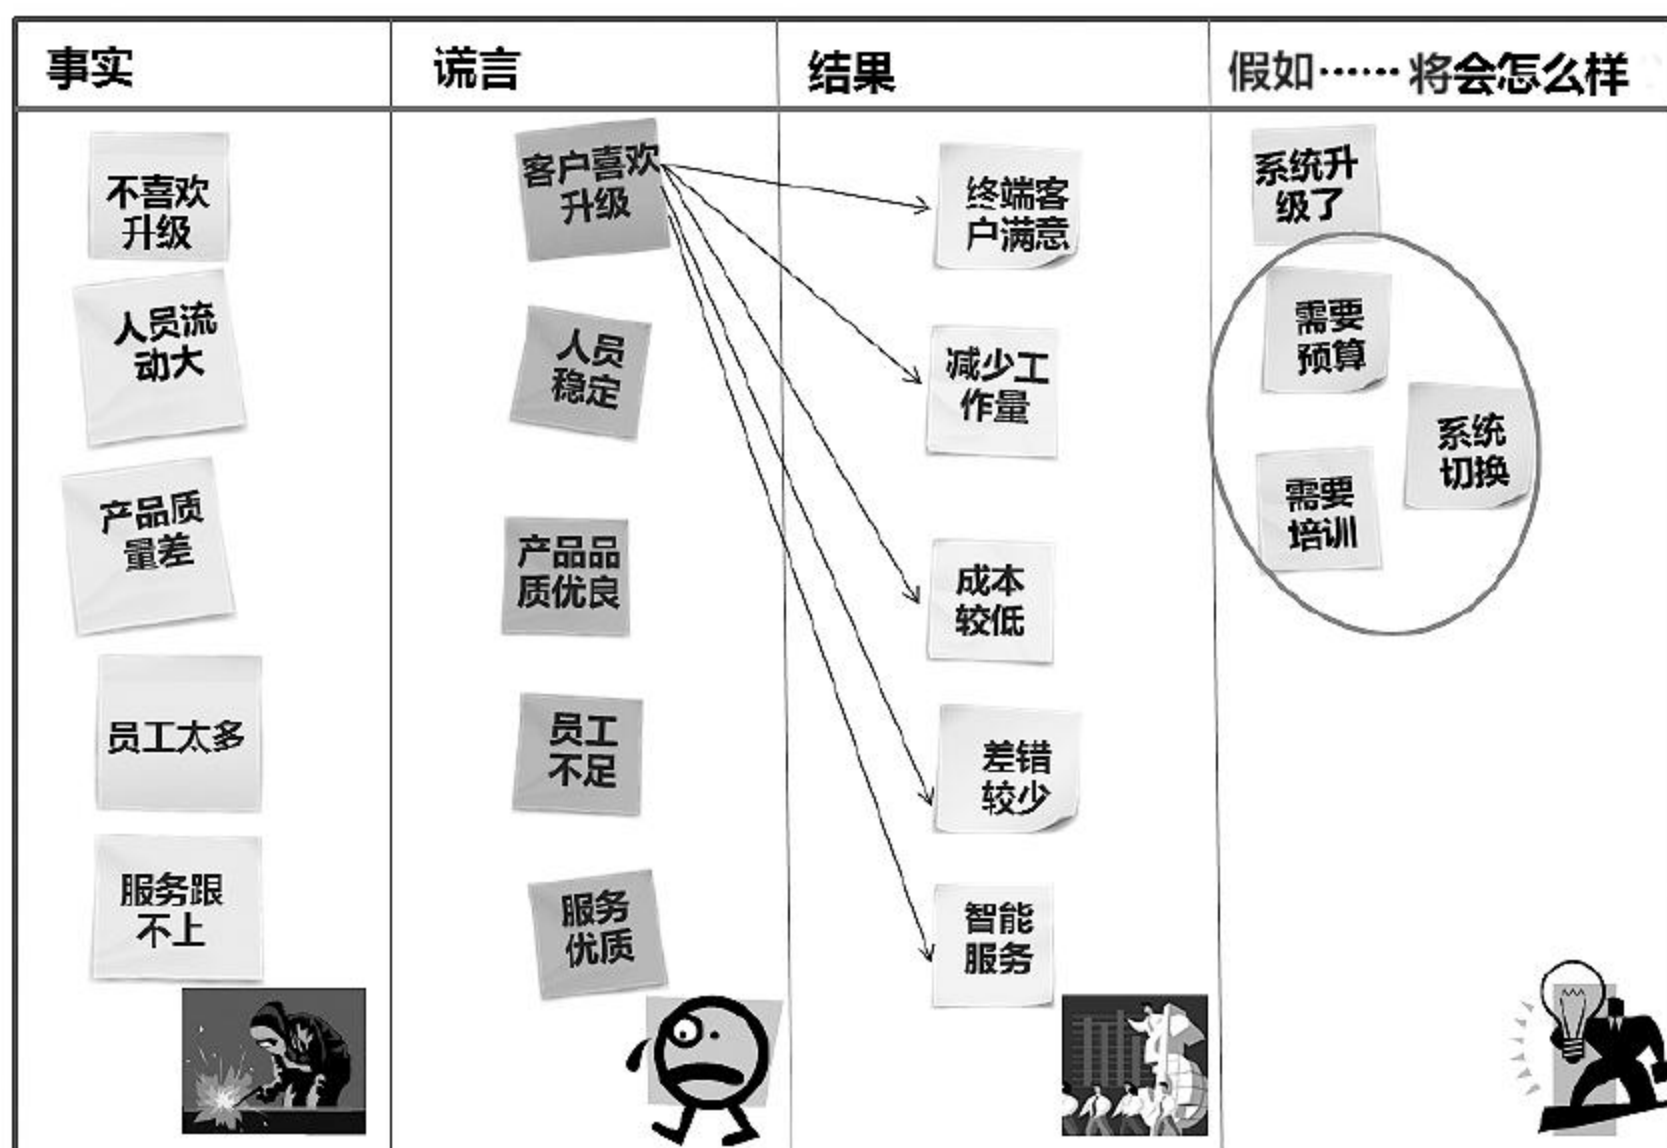 事实
谎言
结果
假如……将会怎么样
不喜欢
升级
人员流
动大
产品质
量差
员工太多
服务跟
不上
客户喜欢
升级
人员
稳定
产品品
质优良
员工
不足
服务
优质
终端客
户满意
减少工
作量
成本
较低
差错
较少
智能
服务
系统升
级了
需要
预算
系统
切换
需要
培训